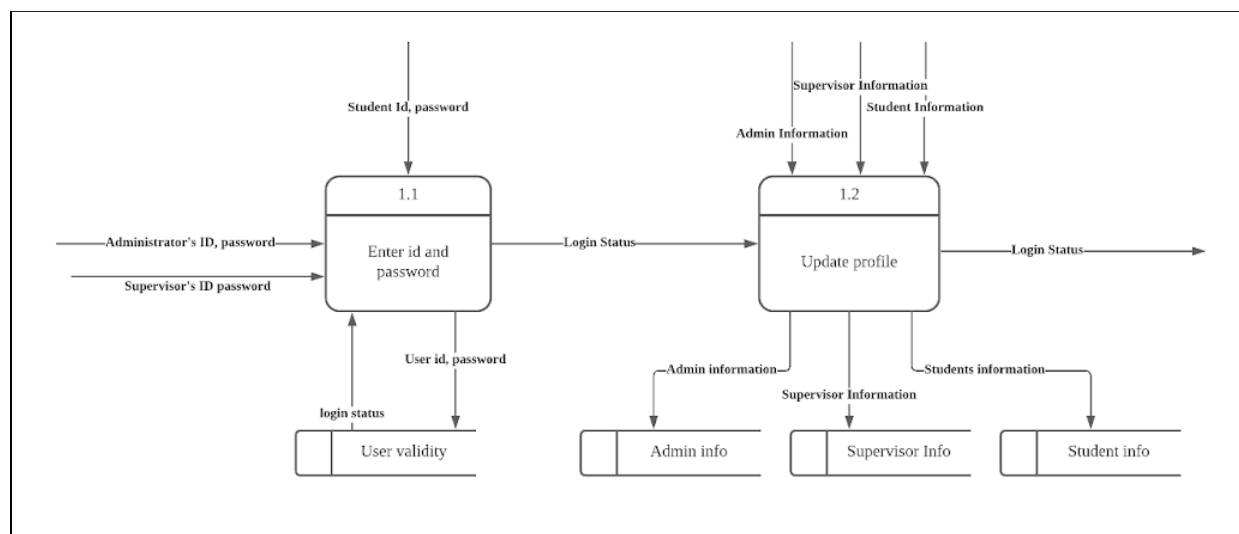 Student Id, password
Supervisor Information
Student Information
Admin Information
1.1
1.2
Administrator's ID, password
Enter id and
password
Login Status
Update profile
Login Status
Supervisor's ID password
User id, password
Admin information
Students information
Supervisor Information
login status
User validity
Admin info
Supervisor Info
Student info